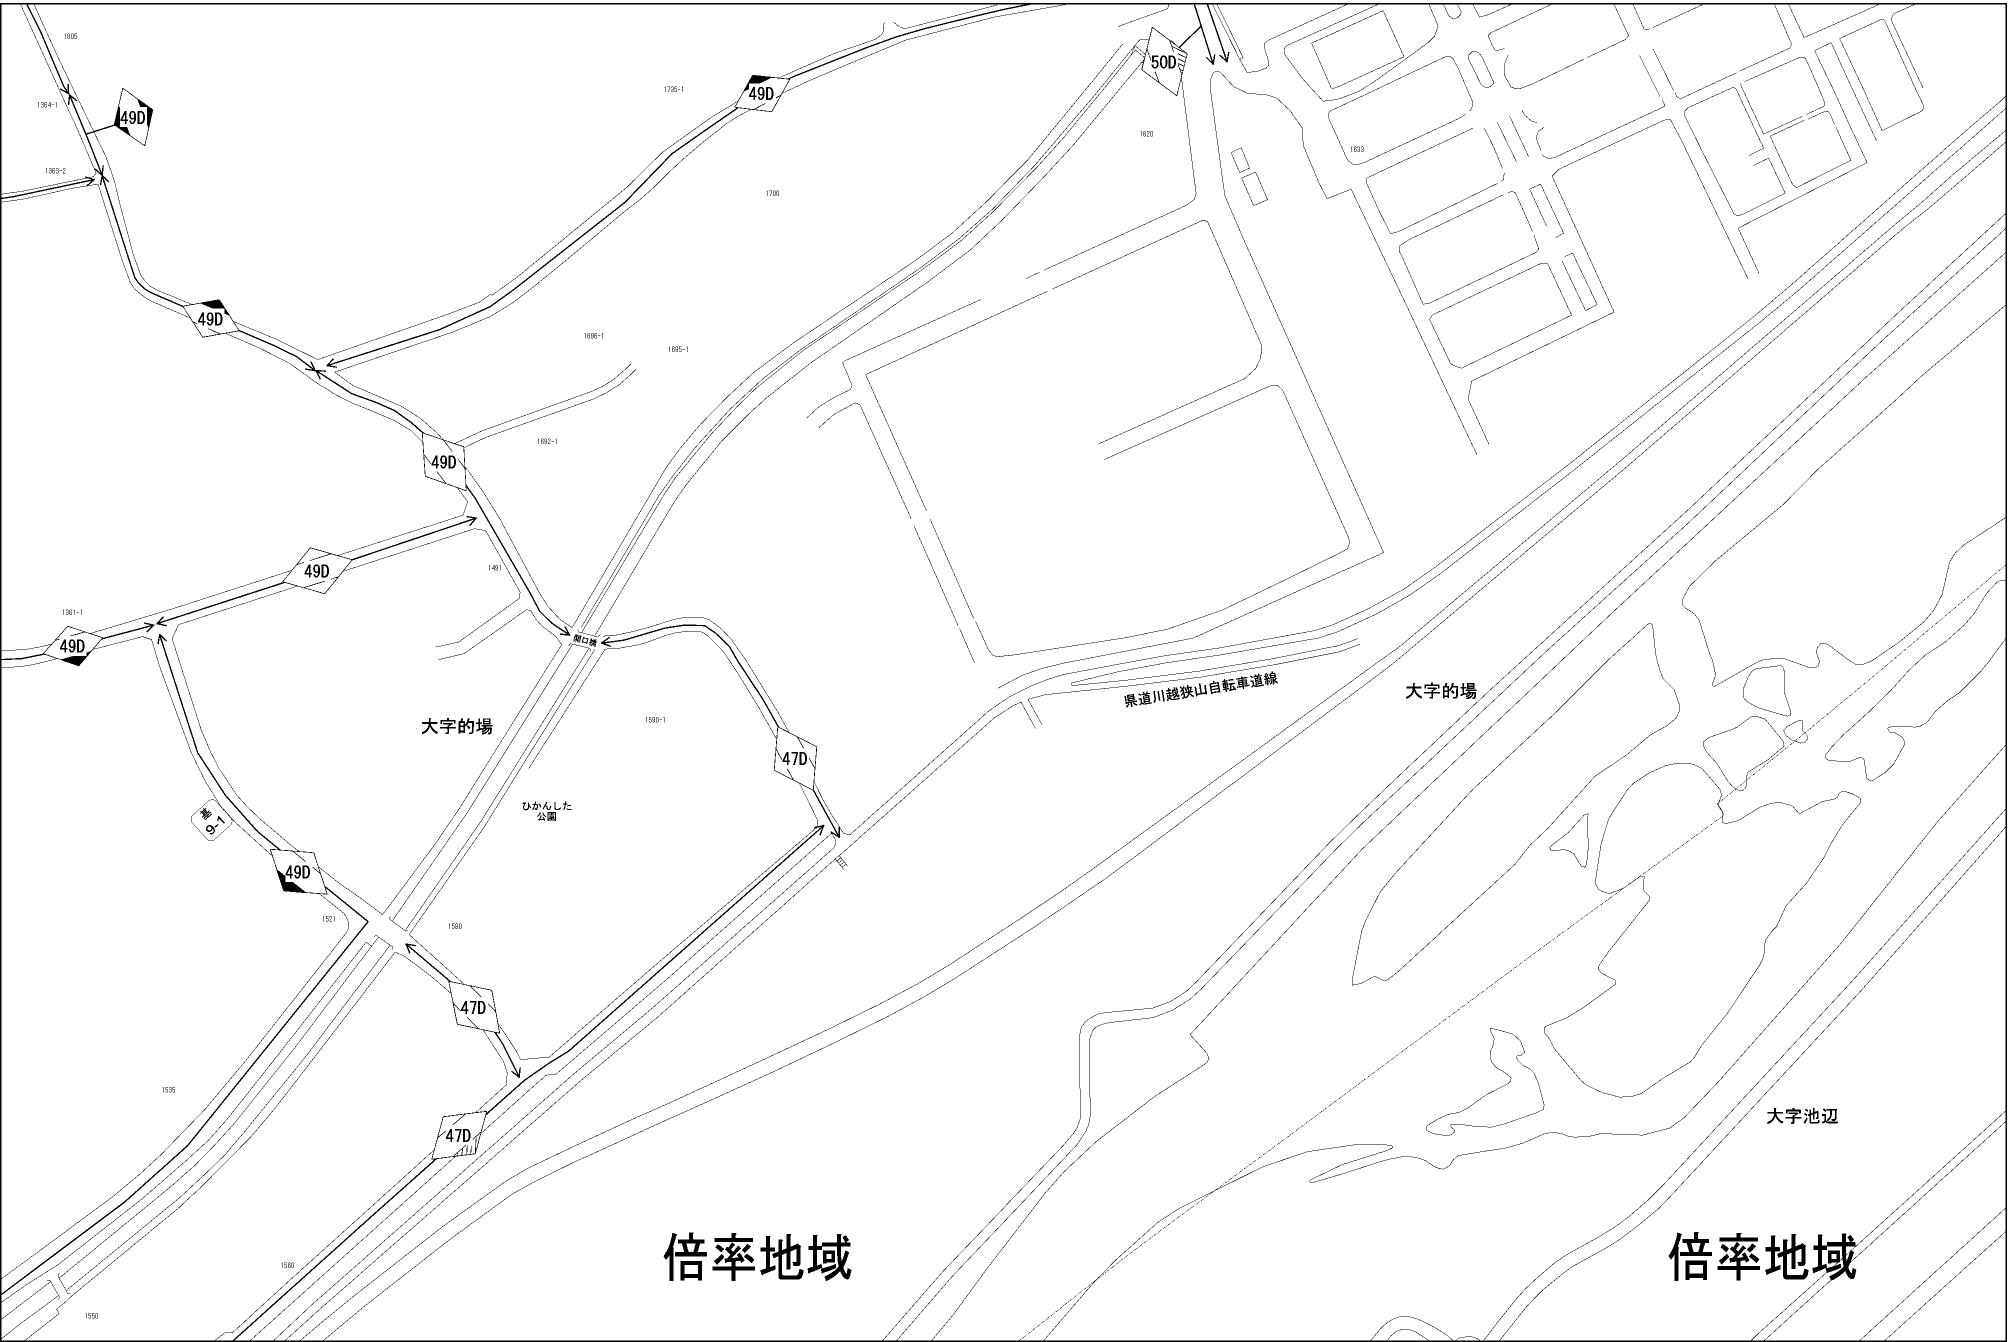 1805
50D
1735-1
49D
1364-1
49D
1620
1633
1363-2
1700
49D
1696-1
1695-1
1692-1
49D
1491
49D
1361-1
49D
関口橋
県道川越狭山自転車道線
大字的場
大字的場
1590-1
47D
ひかんした
公園
基
9-1
49D
1521
1580
47D
1535
大字池辺
47D
倍率地域
倍率地域
1560
1550